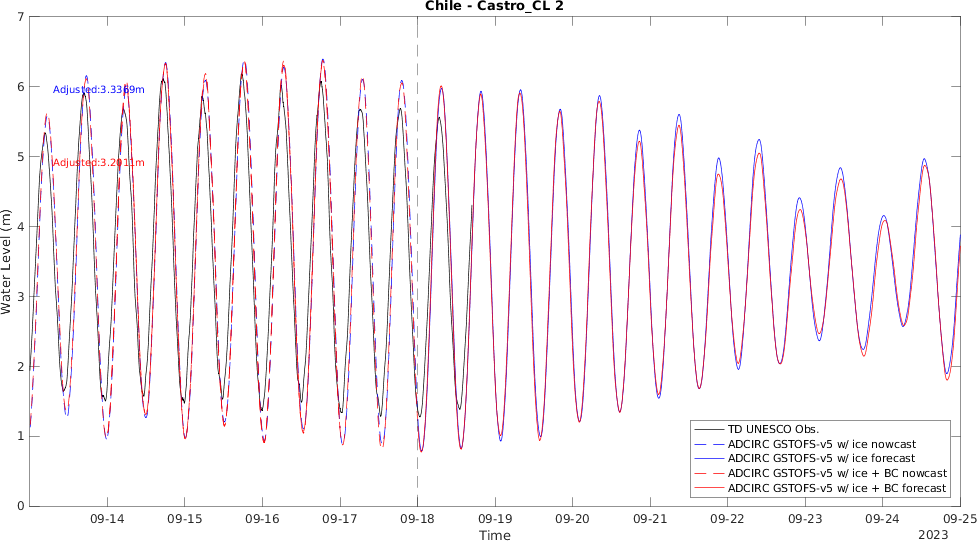 Chile - Castro_CL 2
Water Level (m)
7
6
5
4
3
2
1
0
Adjusted:3.3369m
Adjusted:3.2911m
TD UNESCO Obs.
ADCIRC GSTOFS-v5 w/ ice nowcast
ADCIRC GSTOFS-v5 w/ ice forecast
ADCIRC GSTOFS-v5 w/ ice + BC nowcast
ADCIRC GSTOFS-v5 w/ ice + BC forecast
09-14 09-15 09-16 09-17 09-18 09-19 09-20 09-21 09-22 09-23 09-24 09-25
Time
2023